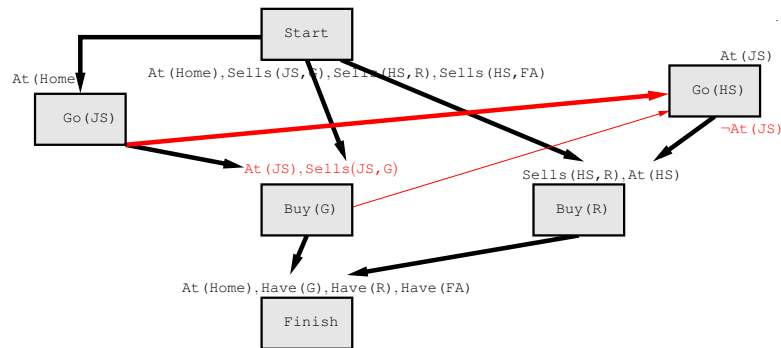 Start
At(JS)
At(Home)
At(Home),Sells(JS,G),Sells(HS,R),Sells(HS,FA)
Go(HS)
Go(JS)
¬At(JS)
At(JS),Sells(JS,G)
Sells(HS,R),At(HS)
Buy(G)
Buy(R)
At(Home),Have(G),Have(R),Have(FA)
Finish